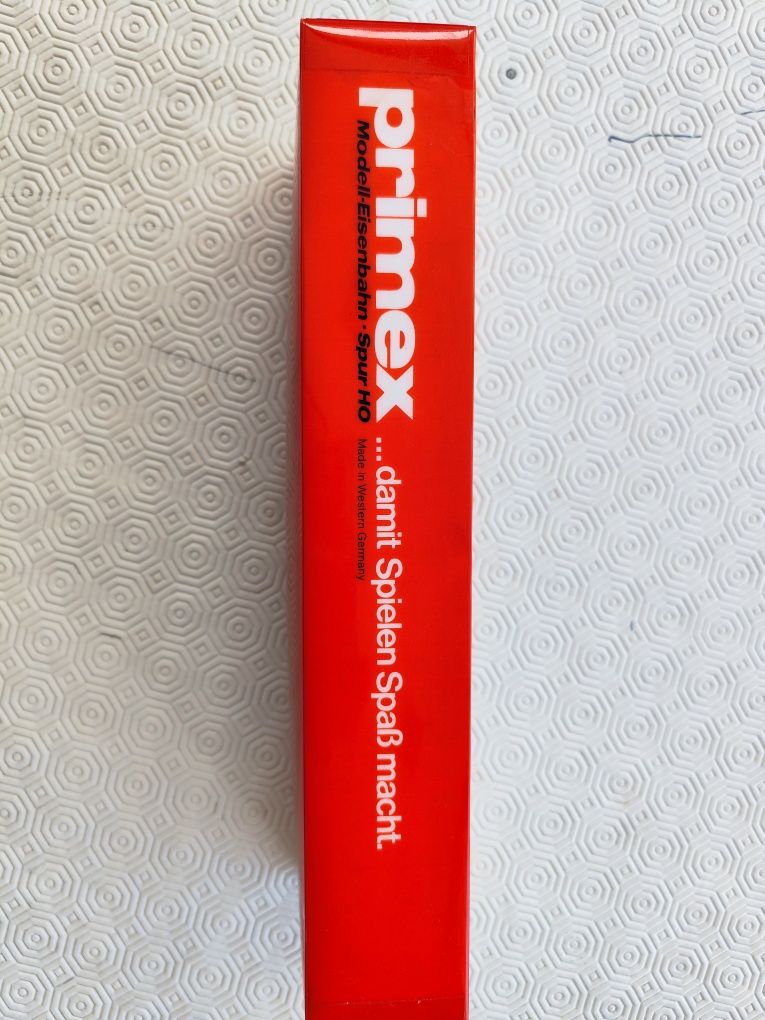 primex
Modell-Eisenbahn·Spur HO
...damit Spielen Spaß macht.
Made in Western Germany